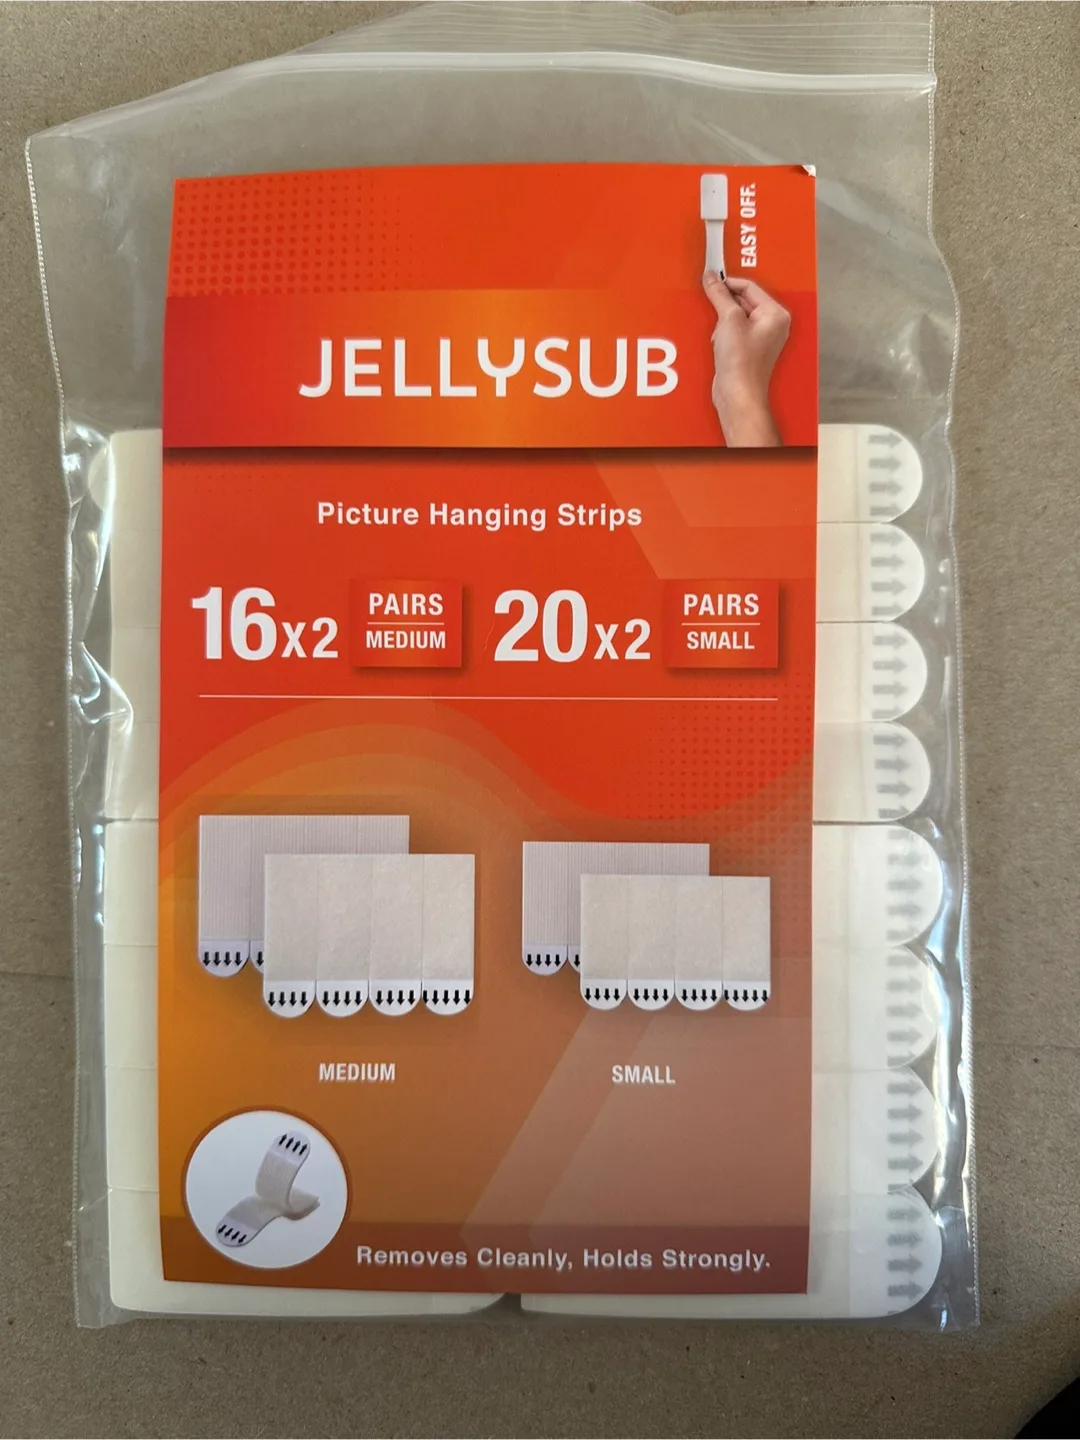 EASY OFF.
JELLYSUB
Picture Hanging Strips
16x2 PAIRS MEDIUM 20x2 PAIRS SMALL
MEDIUM SMALL
Removes Cleanly, Holds Strongly.